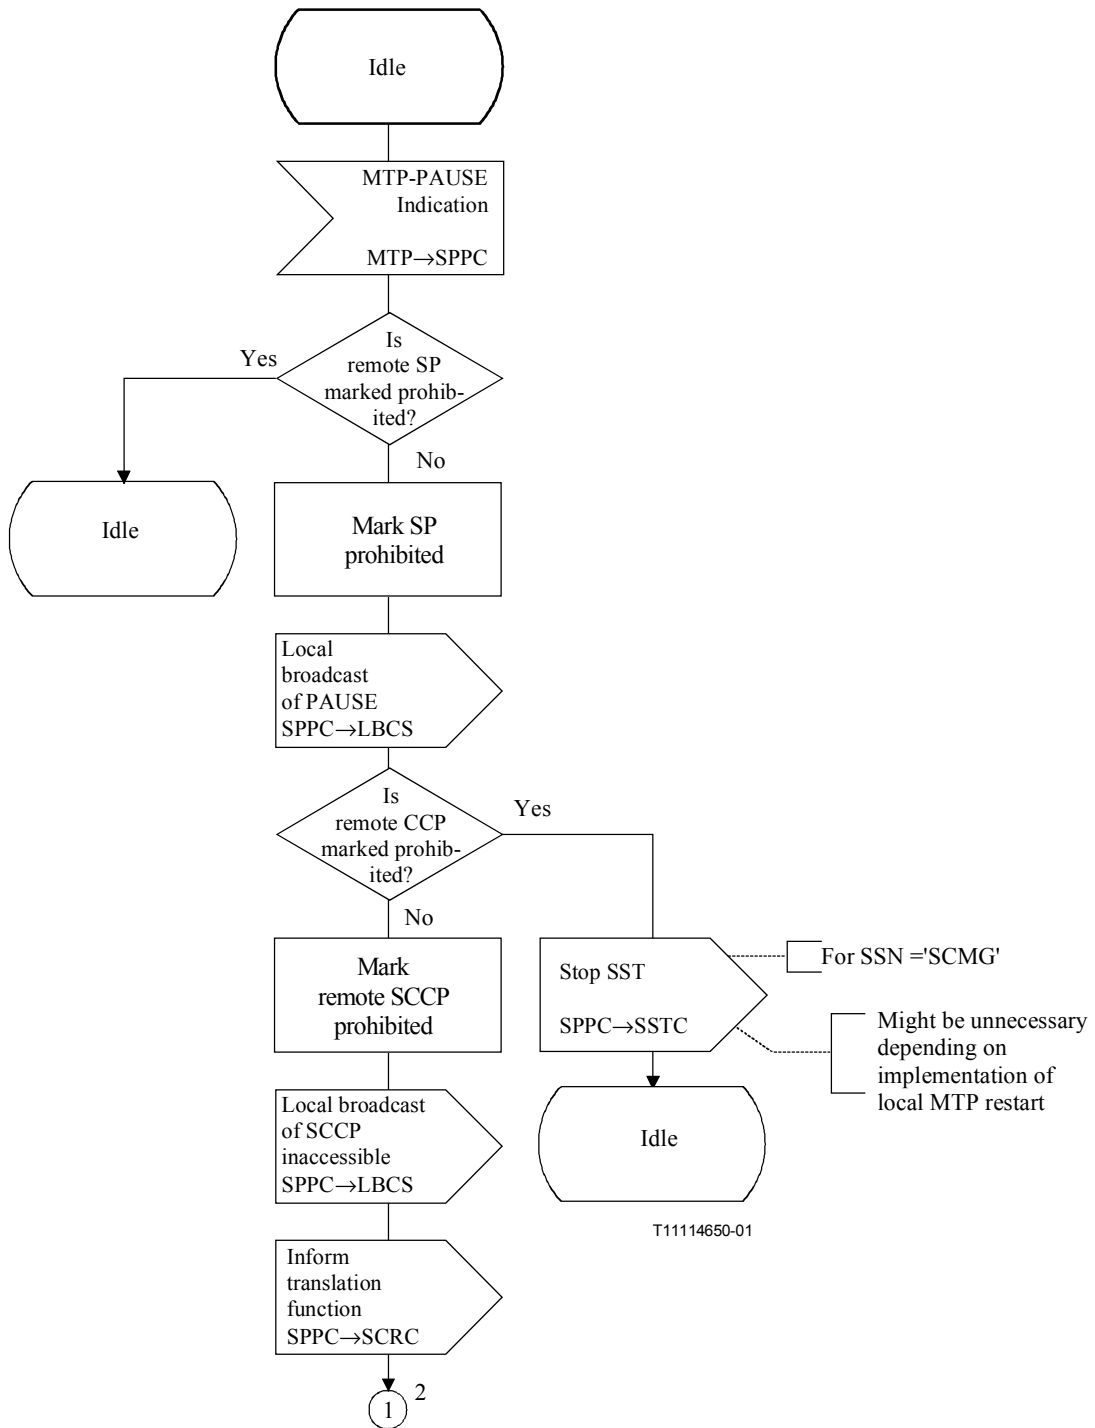 Idle
MTP-PAUSE
Indication
MTP→SPPC
Is
remote SP
marked prohib-
ited?
Yes
No
Idle
Mark SP
prohibited
Local
broadcast
of PAUSE
SPPC→LBCS
Is
remote CCP
marked prohib-
ited?
Yes
No
Mark
remote SCCP
prohibited
Stop SST
SPPC→SSTC
For SSN ='SCMG'
Might be unnecessary
depending on
implementation of
local MTP restart
Local broadcast
of SCCP
inaccessible
SPPC→LBCS
Idle
T11114650-01
Inform
translation
function
SPPC→SCRC
1
2